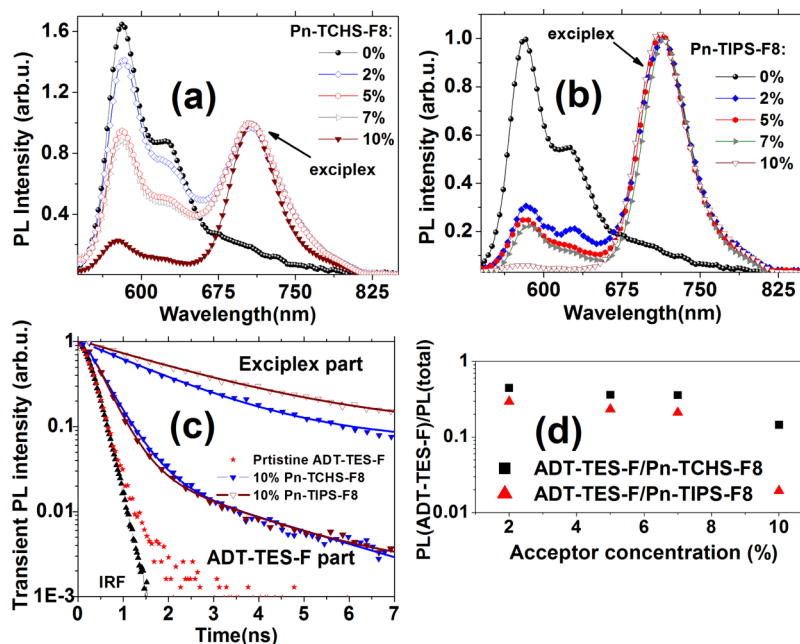 Pn-TCHS-F8:
0%
2%
5%
7%
10%
(a)
exciplex
PL Intensity (arb.u.)
1.6
1.2
0.8
0.4
600 675 750 825
Wavelength(nm)
Pn-TIPS-F8:
0%
2%
5%
7%
10%
(b)
exciplex
PL intensity (arb.u.)
1.0
0.8
0.6
0.4
0.2
600 675 750 825
Wavelength(nm)
Transient PL intensity (arb.u.)
1
0.1
0.01
1E-3
Exciplex part
(c)
Prtistine ADT-TES-F
10% Pn-TCHS-F8
10% Pn-TIPS-F8
ADT-TES-F part
IRF
0 1 2 3 4 5 6 7
Time(ns)
PL(ADT-TES-F)/PL(total)
1
0.1
0.01
(d)
ADT-TES-F/Pn-TCHS-F8
ADT-TES-F/Pn-TIPS-F8
2 4 6 8 10
Acceptor concentration (%)